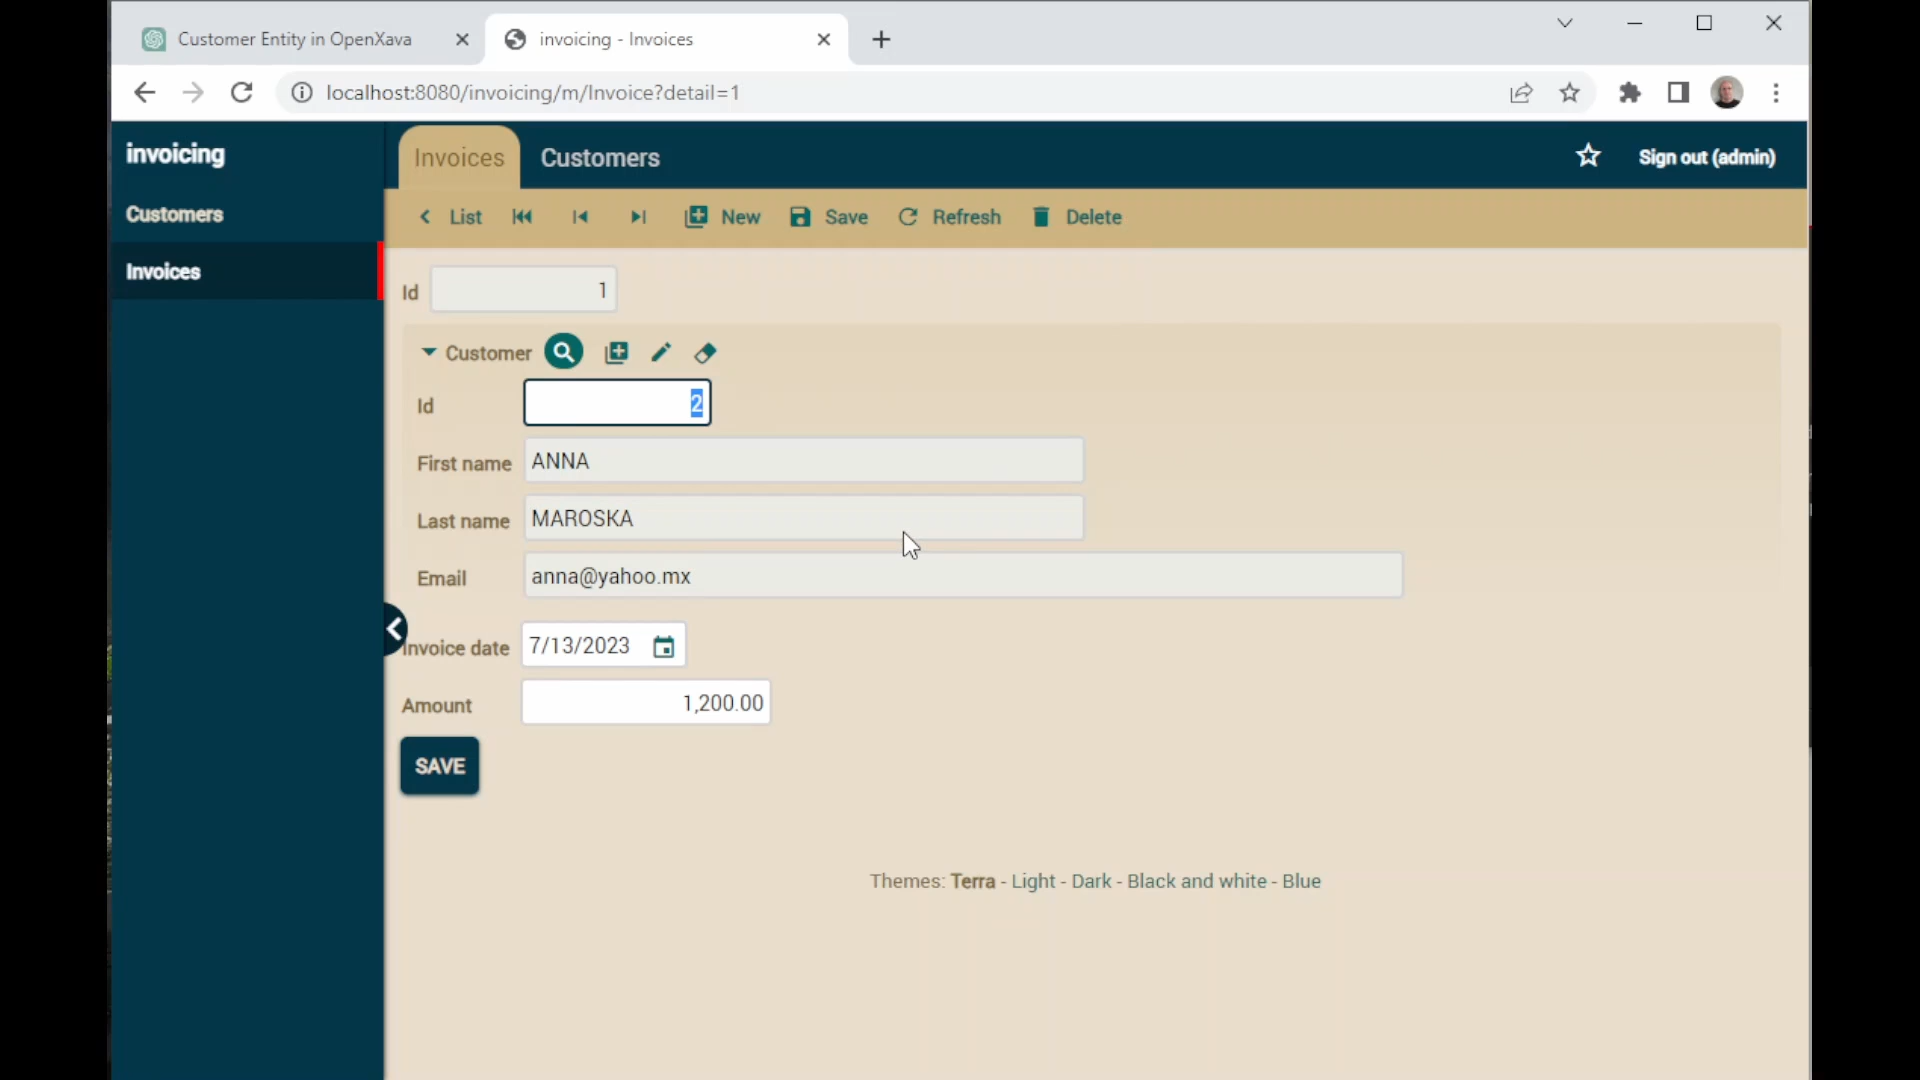 Customer Entity in OpenXava
invoicing - Invoices
localhost:8080/invoicing/m/Invoice?detail=1
invoicing
Invoices
Customers
Sign out (admin)
Customers
Invoices
List
New
Save
Refresh
Delete
Id
1
Customer
Id
2
First name
ANNA
Last name
MAROSKA
Email
anna@yahoo.mx
Invoice date
7/13/2023
Amount
1,200.00
SAVE
Themes: Terra - Light - Dark - Black and white - Blue